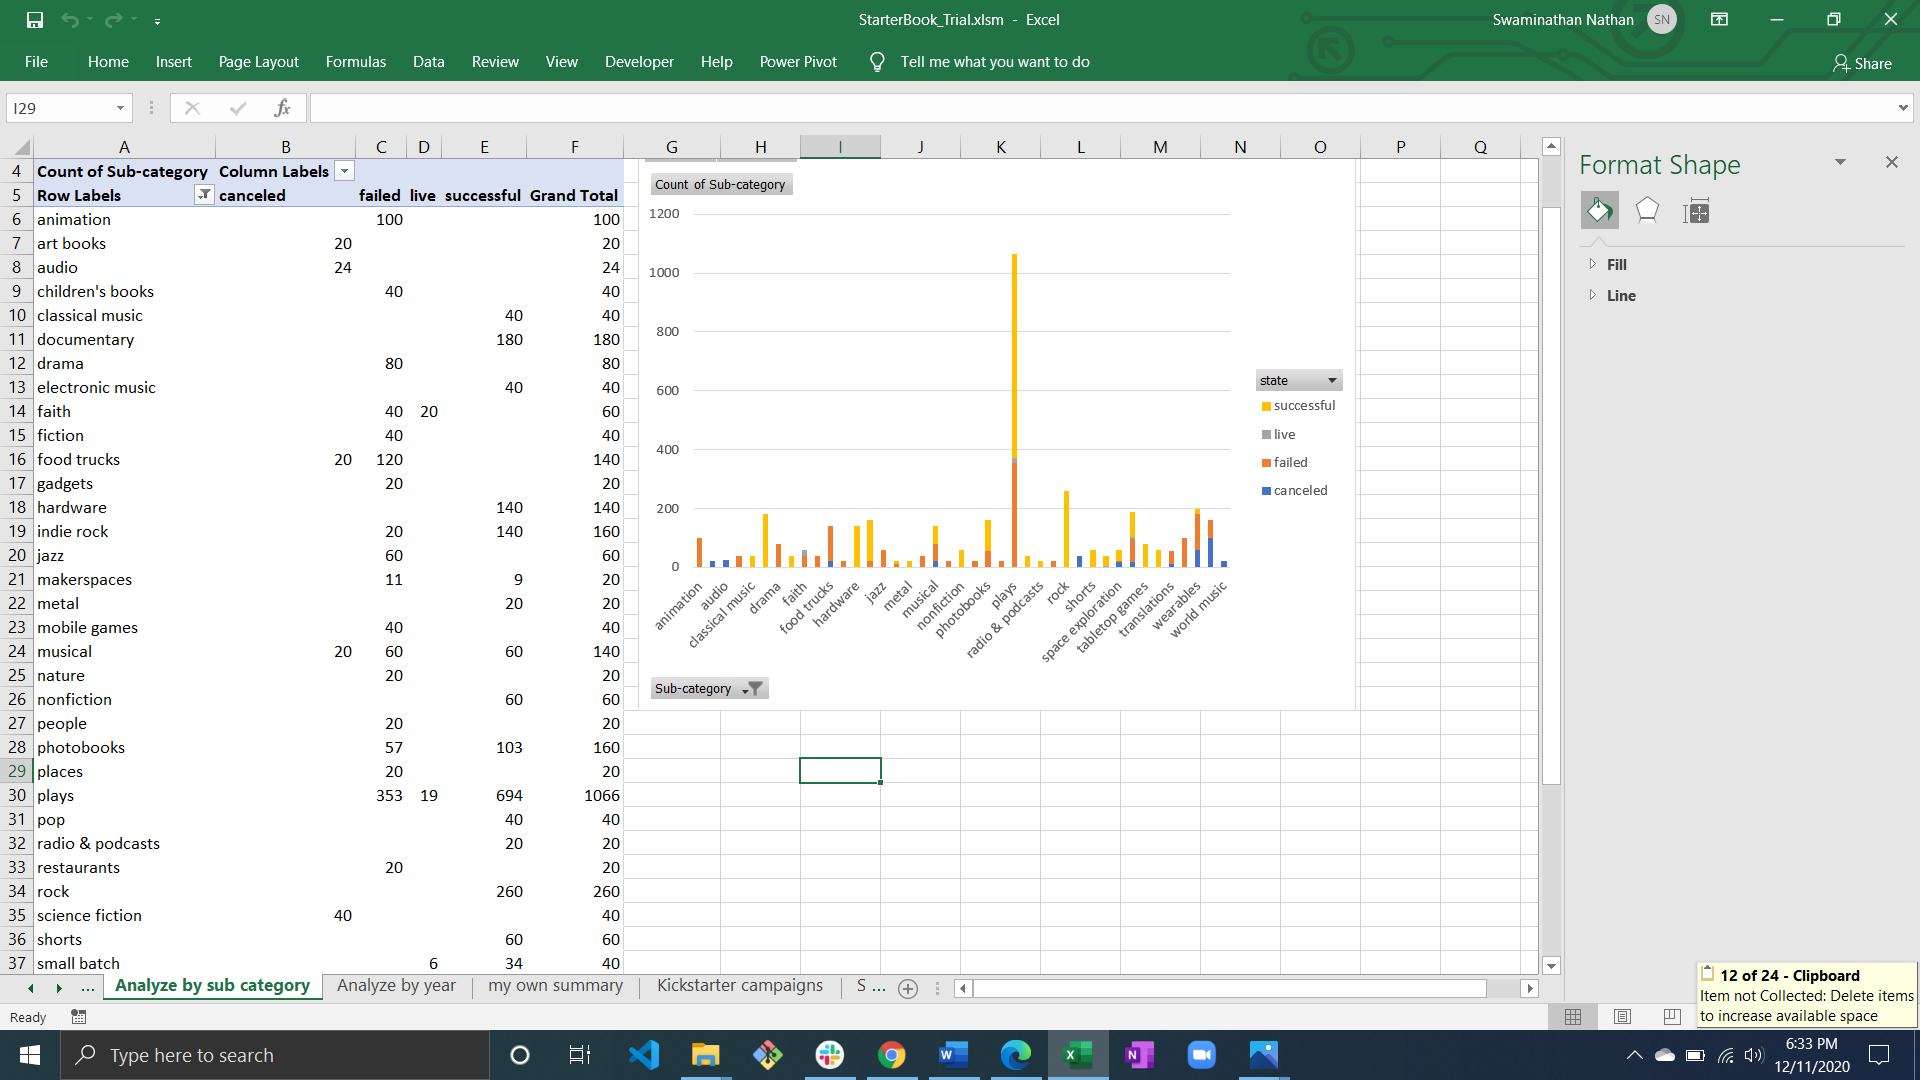 StarterBook_Trial.xlsm - Excel
Swaminathan Nathan SN
File Home Insert Page Layout Formulas Data Review View Developer Help Power Pivot Tell me what you want to do Share
I29 fx
A B C D E F G H I J K L M N O P Q
4 Count of Sub-category Column Labels
5 Row Labels canceled failed live successful Grand Total
6 animation 100 100
7 art books 20 20
8 audio 24 24
9 children's books 40 40
10 classical music 40 40
11 documentary 180 180
12 drama 80 80
13 electronic music 40 40
14 faith 40 20 60
15 fiction 40 40
16 food trucks 20 120 140
17 gadgets 20 20
18 hardware 140 140
19 indie rock 20 140 160
20 jazz 60 60
21 makerspaces 11 9 20
22 metal 20 20
23 mobile games 40 40
24 musical 20 60 60 140
25 nature 20 20
26 nonfiction 60 60
27 people 20 20
28 photobooks 57 103 160
29 places 20 20
30 plays 353 19 694 1066
31 pop 40 40
32 radio & podcasts 20 20
33 restaurants 20 20
34 rock 260 260
35 science fiction 40 40
36 shorts 60 60
37 small batch 6 34 40
Count of Sub-category
1200
1000
800
600
400
200
0
animation
audio
classical music
drama
faith
food trucks
hardware
jazz
metal
musical
nonfiction
photobooks
plays
radio & podcasts
rock
shorts
space exploration
tabletop games
translations
wearables
world music
state
successful
live
failed
canceled
Sub-category
Format Shape
Fill
Line
... Analyze by sub category Analyze by year my own summary Kickstarter campaigns S ...
Ready
12 of 24 - Clipboard
Item not Collected: Delete items
to increase available space
Type here to search
6:33 PM
12/11/2020